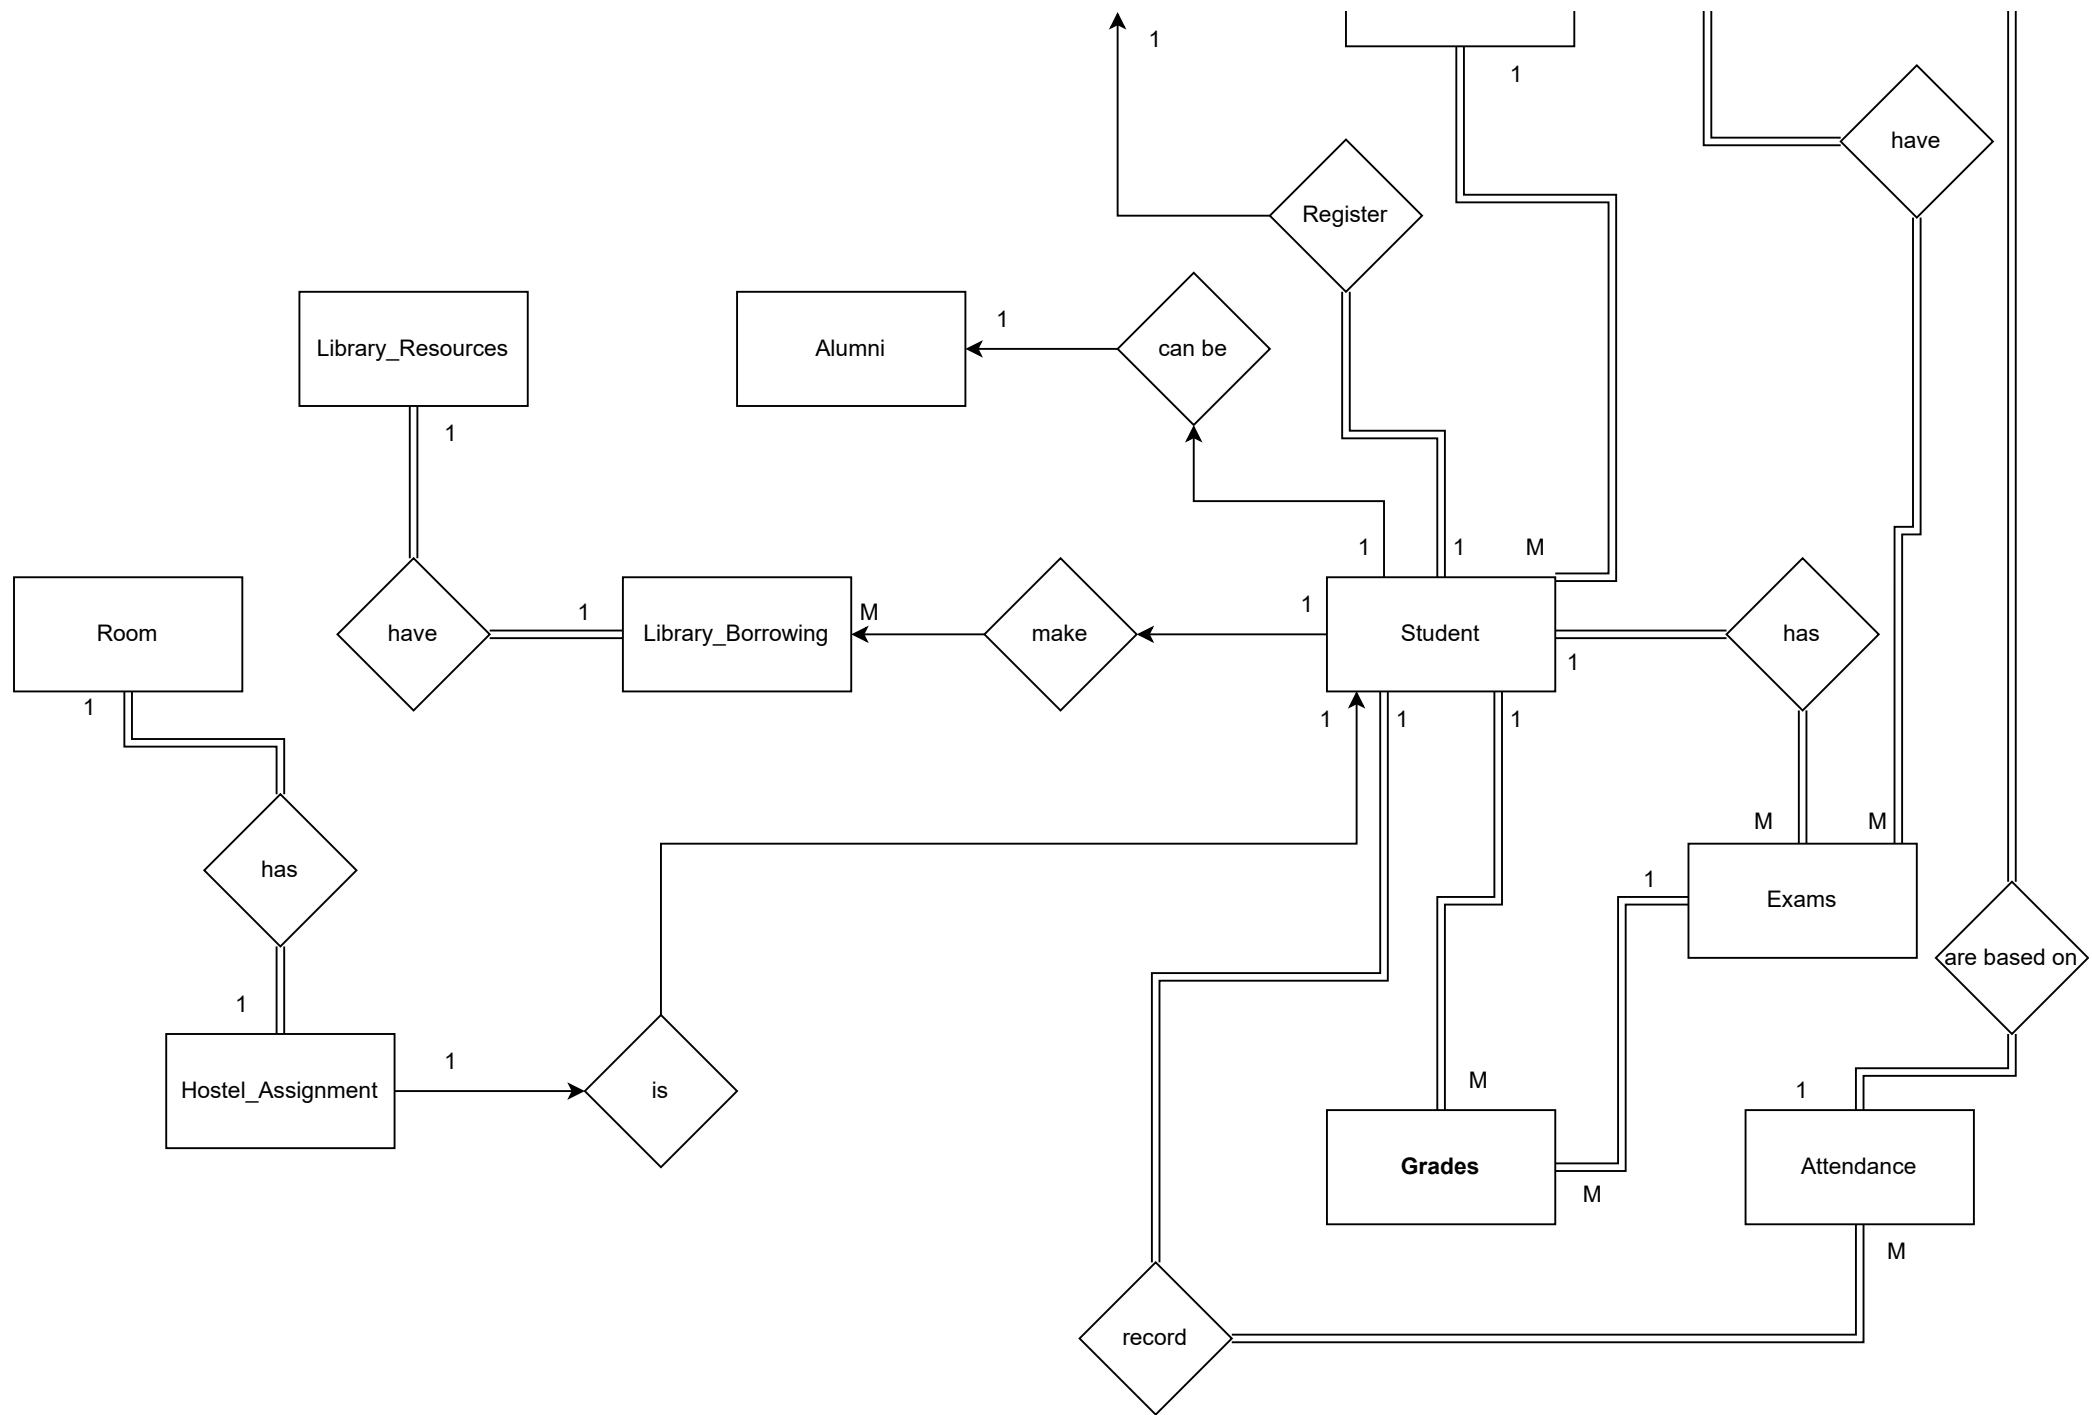 1
1
have
Register
Library_Resources
Alumni
1
can be
1
1
1
M
Room
have
1
Library_Borrowing
M
make
1
Student
has
1
1
1
1
1
M
M
has
1
Exams
1
are based on
Hostel_Assignment
1
is
M
1
Grades
M
Attendance
M
record